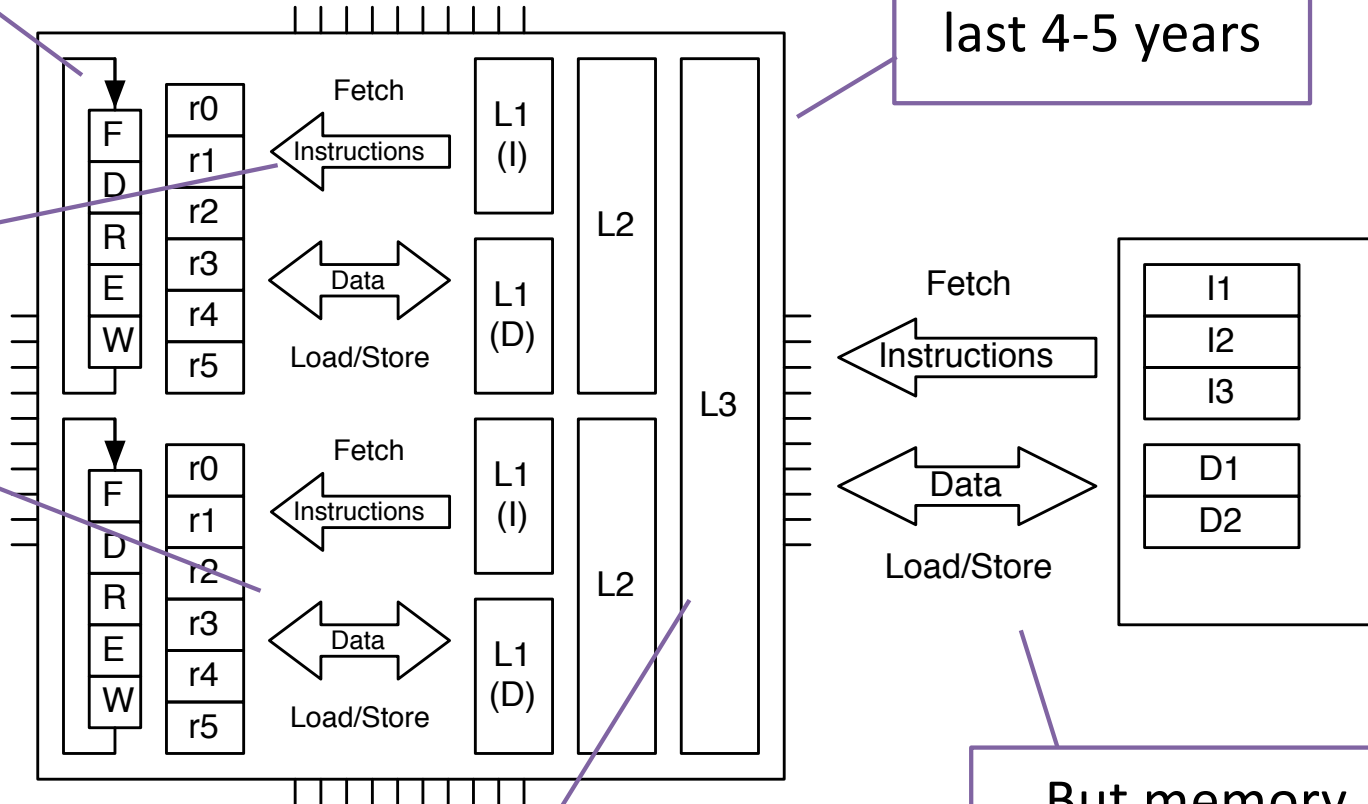 last 4-5 years
Fetch
Instructions
Data
Load/Store
F
D
R
E
W
r0
r1
r2
r3
r4
r5
L1
(I)
L1
(D)
L2
Fetch
Instructions
Data
Load/Store
F
D
R
E
W
r0
r1
r2
r3
r4
r5
L1
(I)
L1
(D)
L2
L3
Fetch
Instructions
Data
Load/Store
I1
I2
I3
D1
D2
But memory